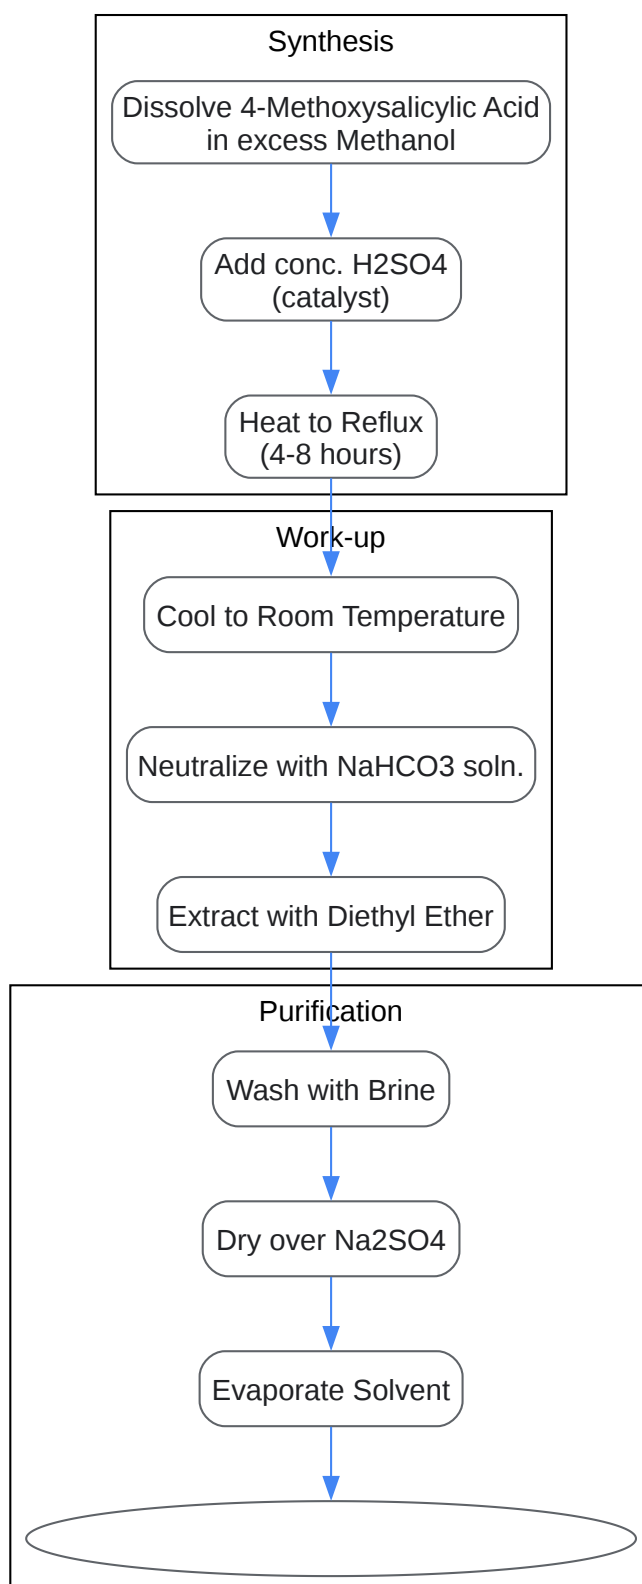 Synthesis
Dissolve 4-Methoxysalicylic Acid
in excess Methanol
Add conc. H2SO4
(catalyst)
Heat to Reflux
(4-8 hours)
Work-up
Cool to Room Temperature
Neutralize with NaHCO3 soln.
Extract with Diethyl Ether
Purification
Wash with Brine
Dry over Na2SO4
Evaporate Solvent